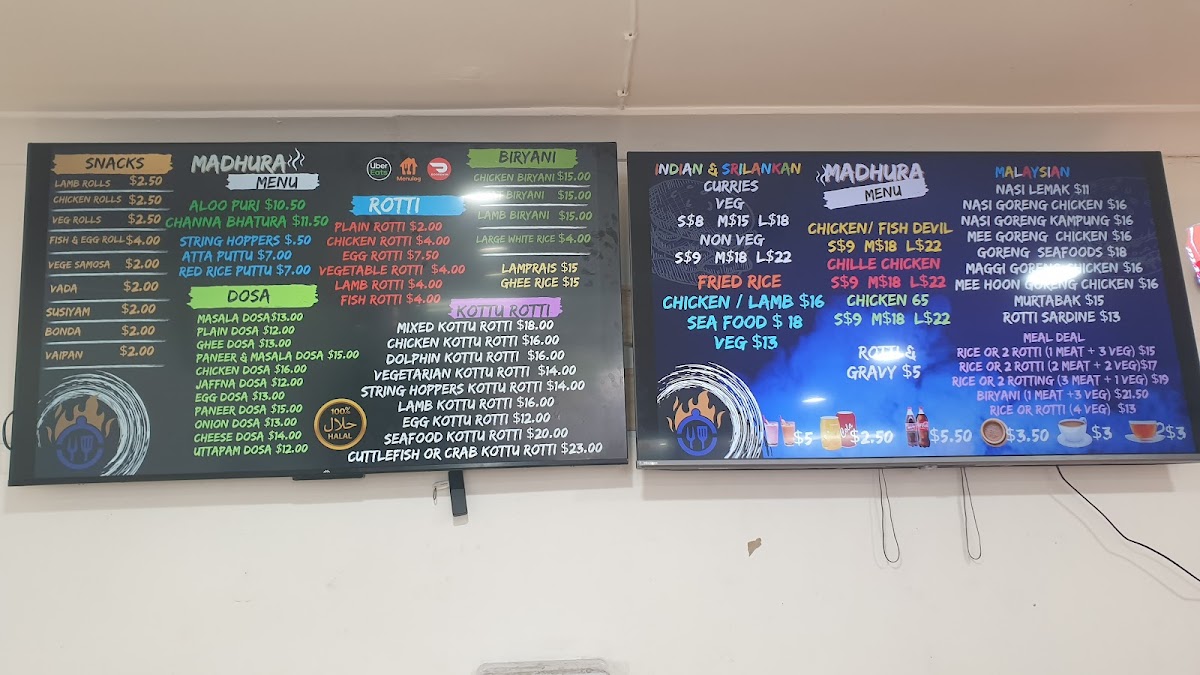 SNACKS
LAMB ROLLS $2.50
CHICKEN ROLLS $2.50
VEG ROLLS $2.50
FISH & EGG ROLL $4.00
VEGE SAMOSA $2.00
VADA $2.00
SUSIYAM $2.00
BONDA $2.00
VAIPAN $2.00
MADHURA
MENU
ALOO PURI $10.50
CHANNA BHATURA $11.50
STRING HOPPERS $.50
ATTA PUTTU $7.00
RED RICE PUTTU $7.00
DOSA
MASALA DOSA $13.00
PLAIN DOSA $12.00
GHEE DOSA $13.00
PANEER & MASALA DOSA $15.00
CHICKEN DOSA $16.00
JAFFNA DOSA $12.00
EGG DOSA $13.00
PANEER DOSA $15.00
ONION DOSA $13.00
CHEESE DOSA $14.00
UTTAPAM DOSA $12.00
Uber
Eats
Menulog
ROTTI
PLAIN ROTTI $2.00
CHICKEN ROTTI $4.00
EGG ROTTI $7.50
VEGETABLE ROTTI $4.00
LAMB ROTTI $4.00
FISH ROTTI $4.00
BIRYANI
CHICKEN BIRYANI $15.00
BIRYANI $15.00
LAMB BIRYANI $15.00
LARGE WHITE RICE $4.00
LAMPRAIS $15
GHEE RICE $15
KOTTU ROTTI
MIXED KOTTU ROTTI $18.00
CHICKEN KOTTU ROTTI $16.00
DOLPHIN KOTTU ROTTI $16.00
VEGETARIAN KOTTU ROTTI $14.00
STRING HOPPERS KOTTU ROTTI $14.00
LAMB KOTTU ROTTI $16.00
EGG KOTTU ROTTI $12.00
SEAFOOD KOTTU ROTTI $20.00
CUTTLEFISH OR CRAB KOTTU ROTTI $23.00
100%
حلال
HALAL
INDIAN & SRILANKAN
CURRIES
VEG
S$8 M$15 L$18
NON VEG
S$9 M$18 L$22
FRIED RICE
CHICKEN / LAMB $16
SEA FOOD $ 18
VEG $13
MADHURA
MENU
CHICKEN/ FISH DEVIL
S$9 M$18 L$22
CHILLE CHICKEN
S$9 M$18 L$22
CHICKEN 65
S$9 M$18 L$22
ROTTI &
GRAVY $5
MALAYSIAN
NASI LEMAK $11
NASI GORENG CHICKEN $16
NASI GORENG KAMPUNG $16
MEE GORENG CHICKEN $16
GORENG SEAFOODS $18
MAGGI GORENG CHICKEN $16
MEE HOON GORENG CHICKEN $16
MURTABAK $15
ROTTI SARDINE $13
MEAL DEAL
RICE OR 2 ROTTI (1 MEAT + 3 VEG) $15
RICE OR 2 ROTTI (2 MEAT + 2 VEG)$17
RICE OR 2 ROTTING (3 MEAT + 1 VEG) $19
BIRYANI (1 MEAT +3 VEG) $21.50
RICE OR ROTTI (4 VEG) $13
$5 $2.50 $5.50 $3.50 $3 $3